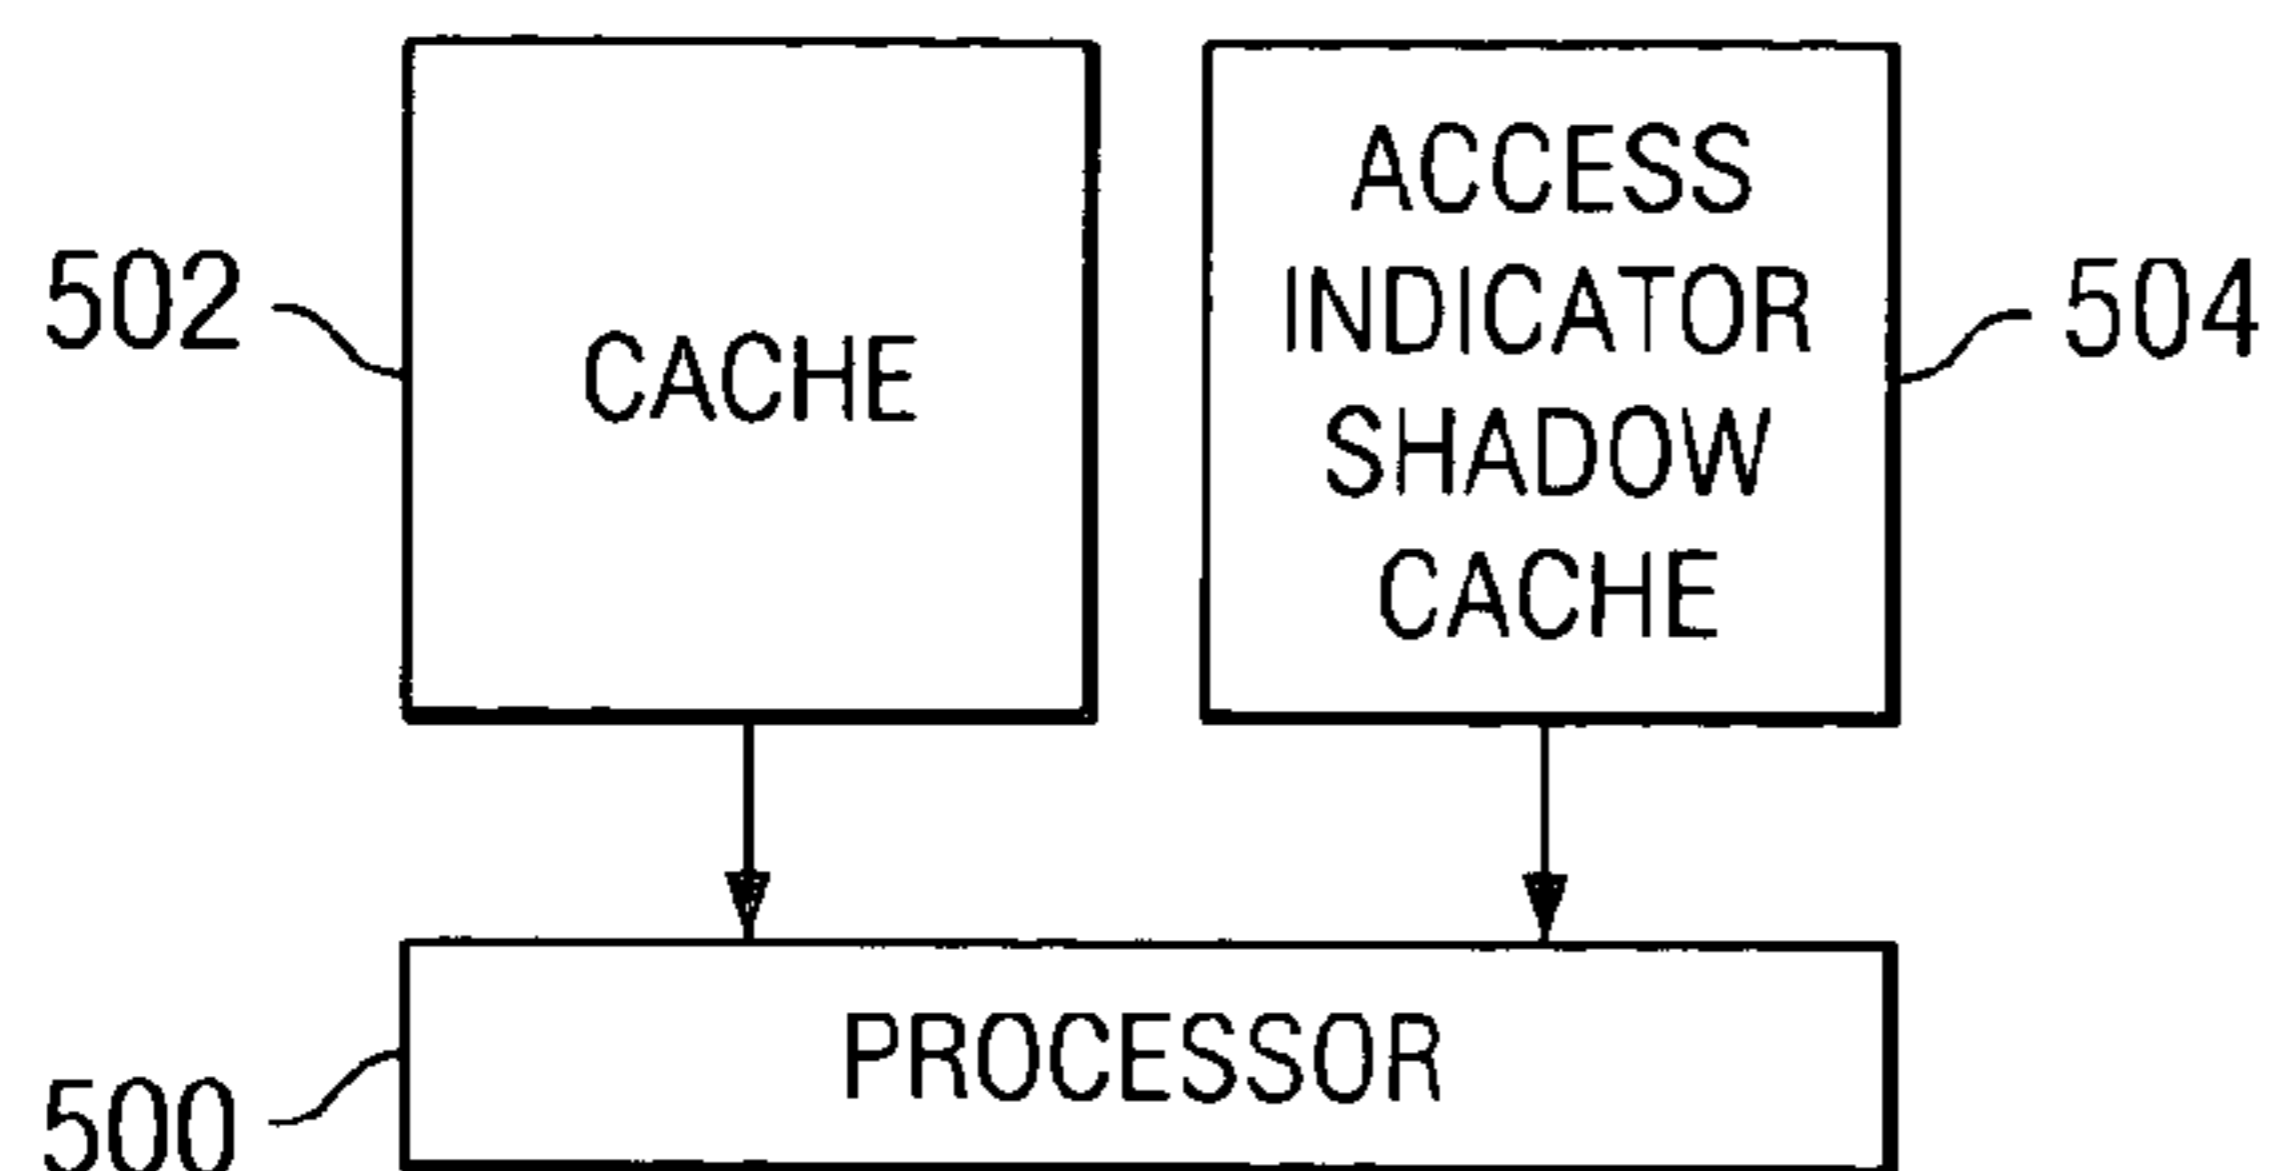 502
CACHE
ACCESS
INDICATOR
SHADOW
CACHE
504
PROCESSOR
500